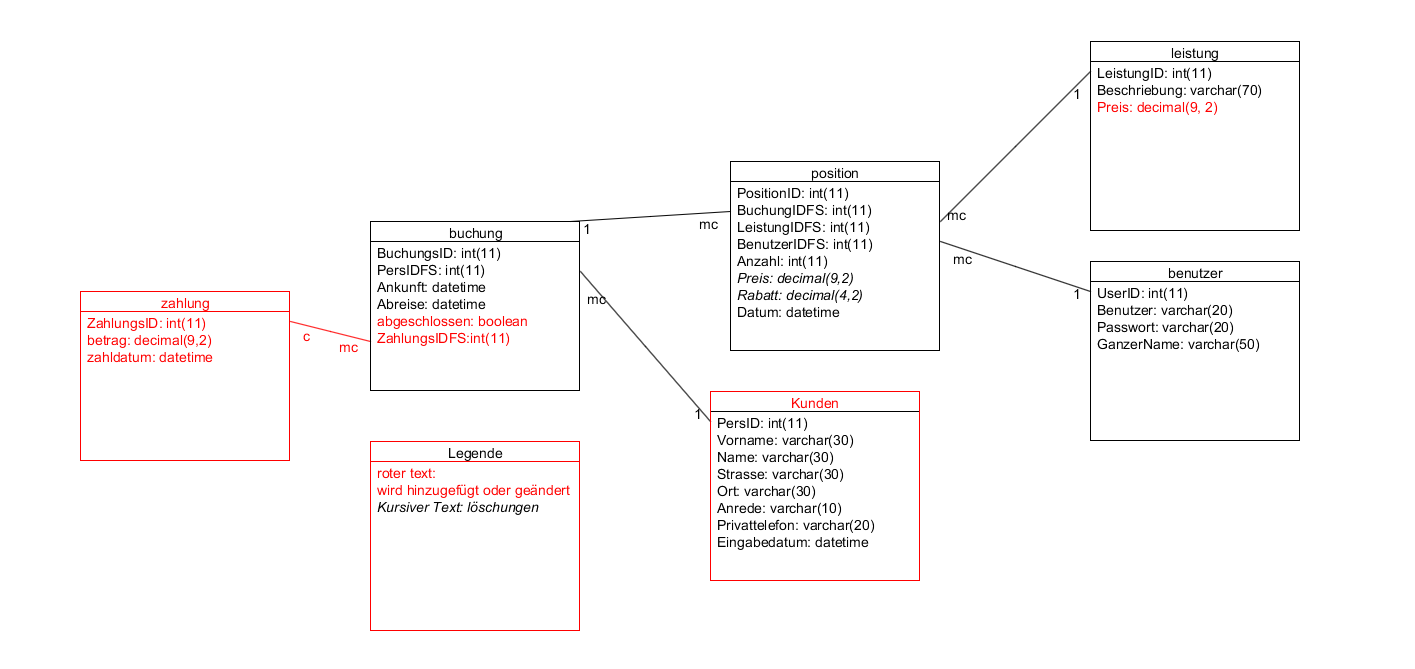 leistung
LeistungID: int(11)
Beschriebung: varchar(70)
Preis: decimal(9, 2)
1
mc
position
PositionID: int(11)
BuchungIDFS: int(11)
LeistungIDFS: int(11)
BenutzerIDFS: int(11)
Anzahl: int(11)
Preis: decimal(9,2)
Rabatt: decimal(4,2)
Datum: datetime
mc
1
mc
1
benutzer
UserID: int(11)
Benutzer: varchar(20)
Passwort: varchar(20)
GanzerName: varchar(50)
buchung
BuchungsID: int(11)
PersIDFS: int(11)
Ankunft: datetime
Abreise: datetime
abgeschlossen: boolean
ZahlungsIDFS:int(11)
mc
1
zahlung
ZahlungsID: int(11)
betrag: decimal(9,2)
zahldatum: datetime
c
mc
Kunden
PersID: int(11)
Vorname: varchar(30)
Name: varchar(30)
Strasse: varchar(30)
Ort: varchar(30)
Anrede: varchar(10)
Privattelefon: varchar(20)
Eingabedatum: datetime
Legende
roter text:
wird hinzugefügt oder geändert
Kursiver Text: löschungen